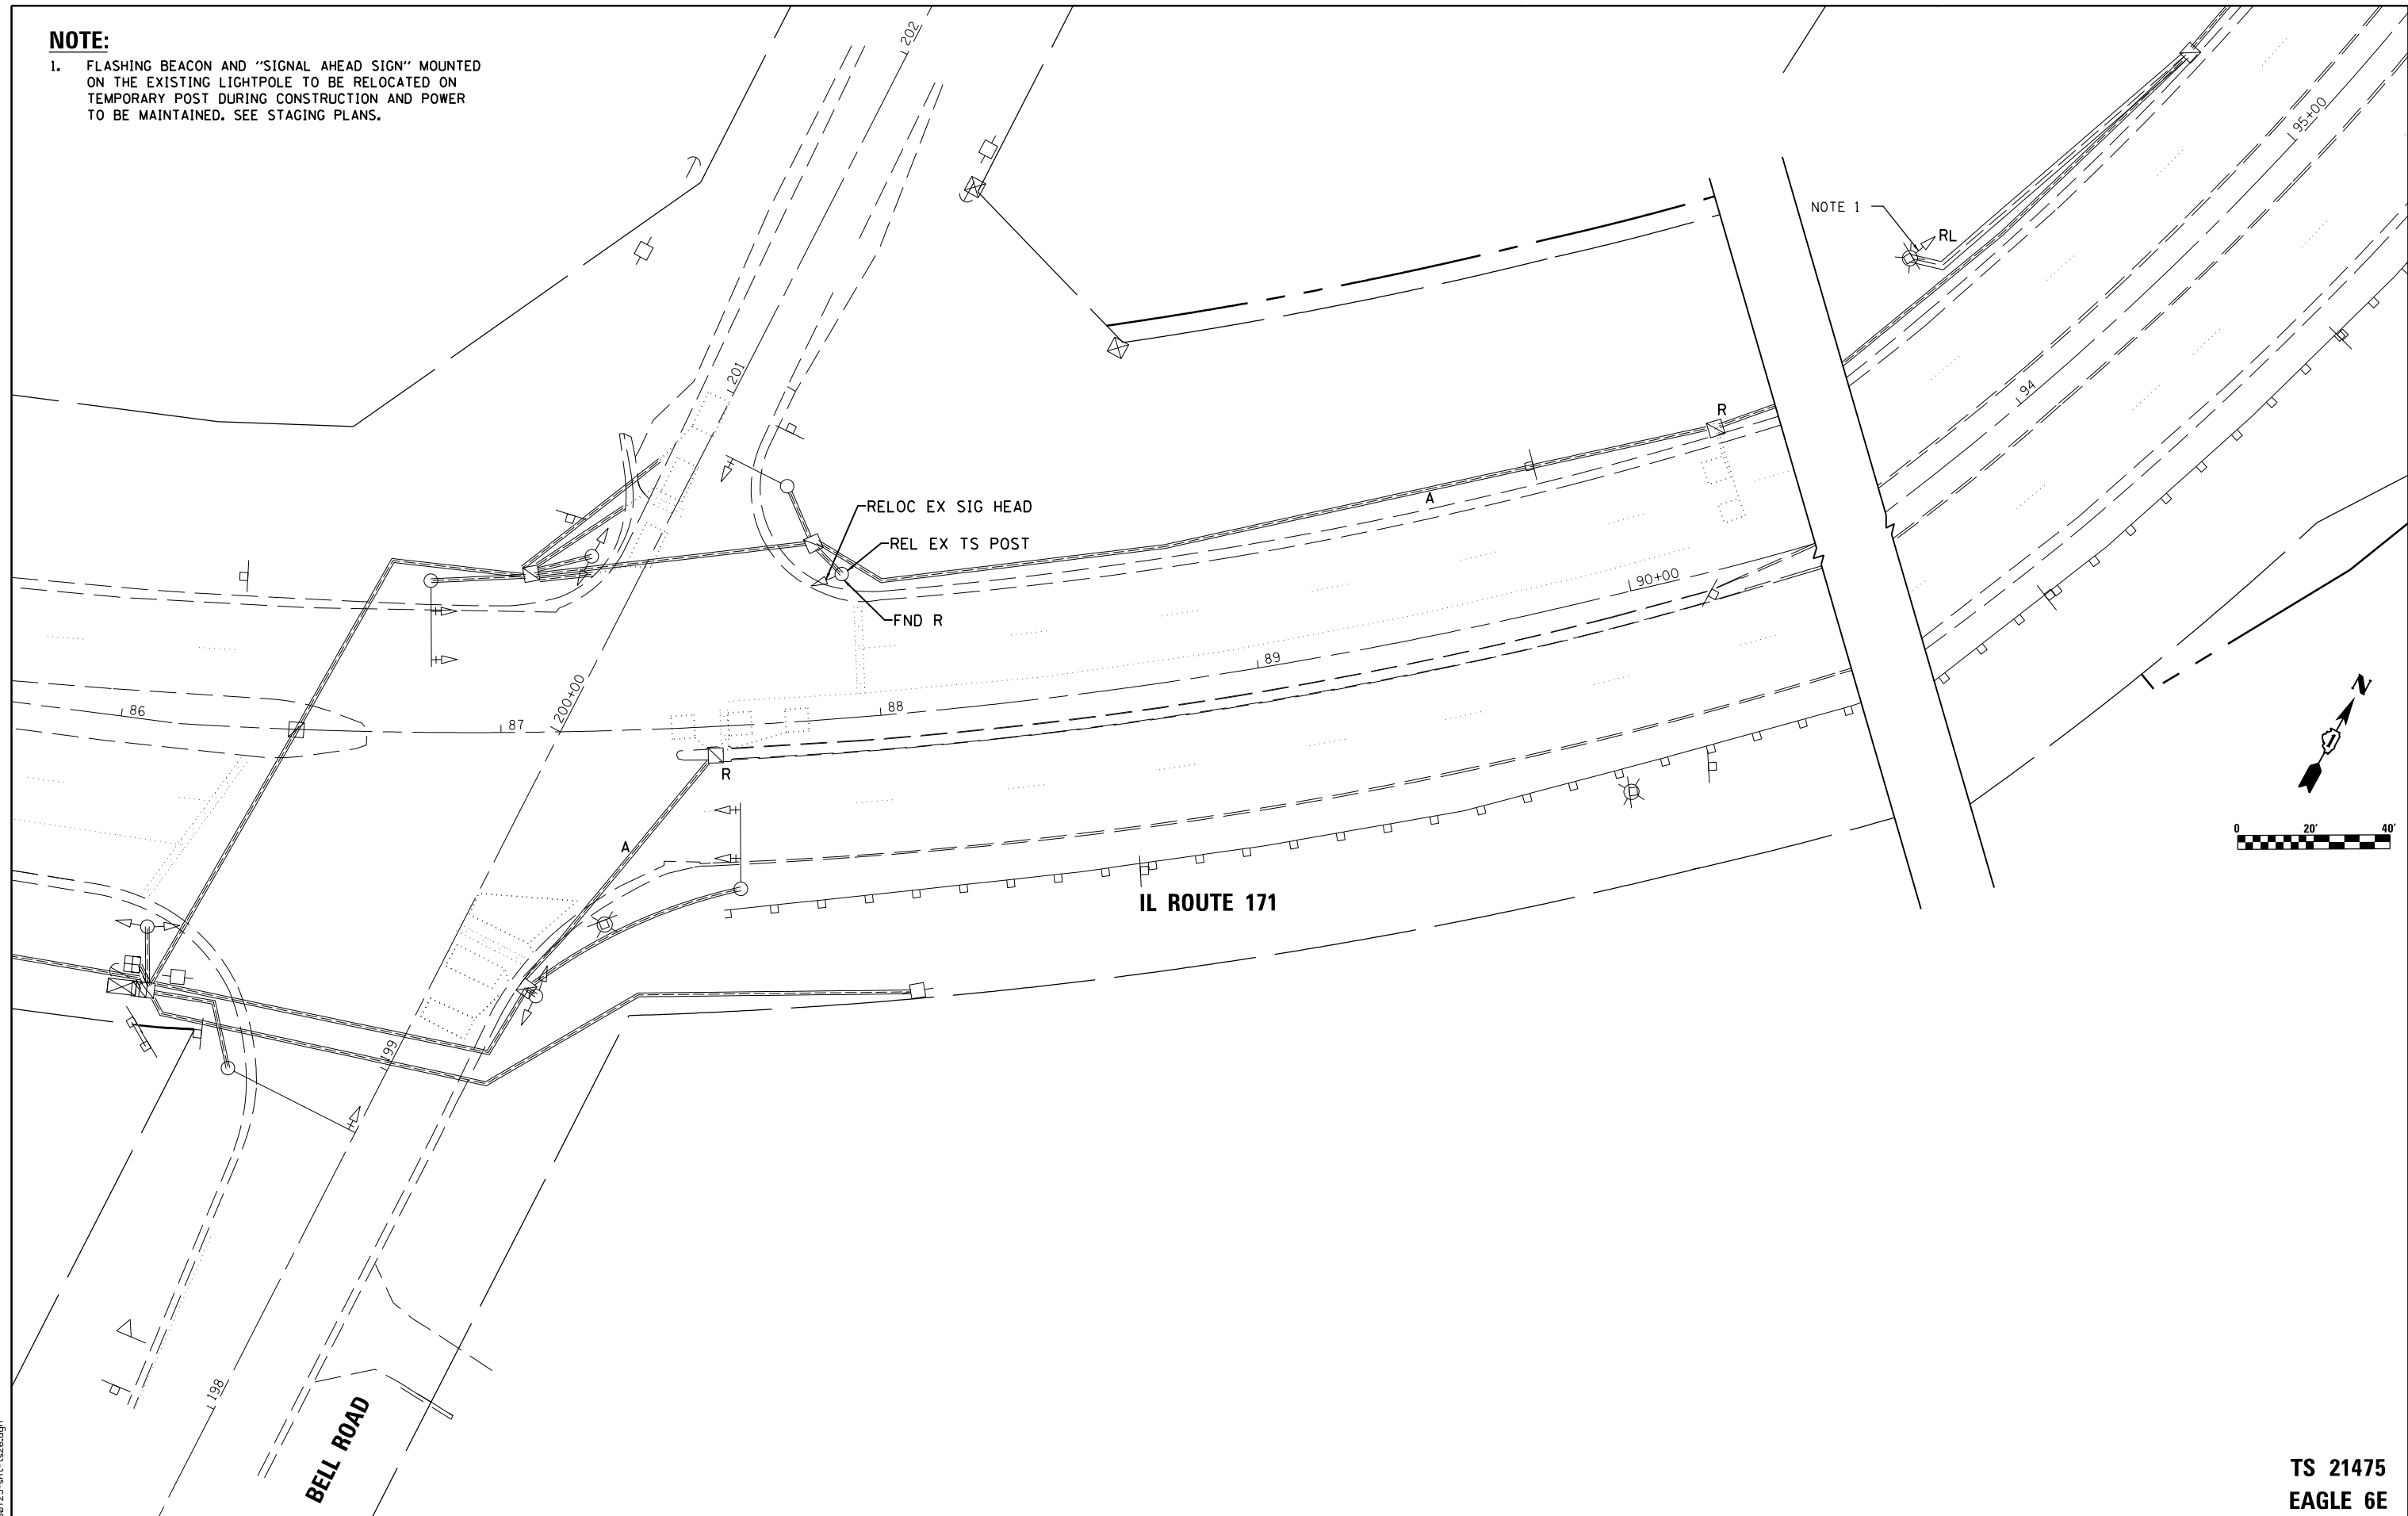 NOTE:
1. FLASHING BEACON AND "SIGNAL AHEAD SIGN" MOUNTED
ON THE EXISTING LIGHTPOLE TO BE RELOCATED ON
TEMPORARY POST DURING CONSTRUCTION AND POWER
TO BE MAINTAINED. SEE STAGING PLANS.
202
95+00
NOTE 1
RL
201
94
R
A
RELOC EX SIG HEAD
REL EX TS POST
90+00
FND R
89
N
200+00
86
88
87
R
0 20' 40'
A
IL ROUTE 171
199
198
BELL ROAD
TS 21475
EAGLE 6E